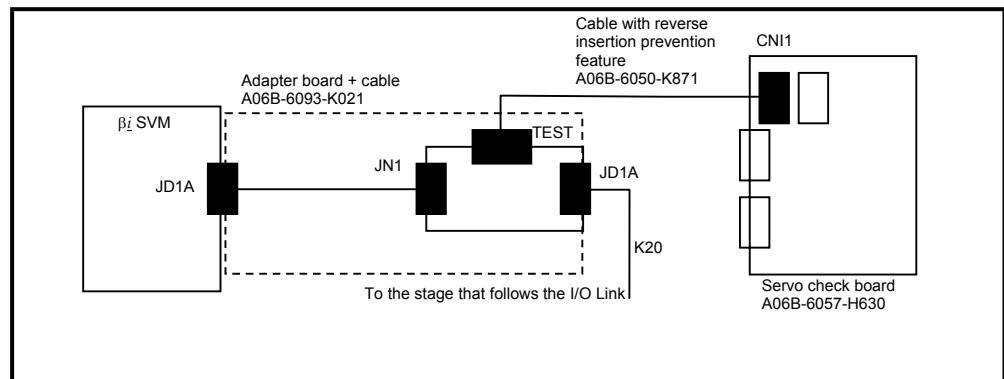 Cable with reverse
insertion prevention
feature
A06B-6050-K871
CNI1
Adapter board + cable
A06B-6093-K021
βi SVM
TEST
JD1A
JN1
JD1A
K20
To the stage that follows the I/O Link
Servo check board
A06B-6057-H630